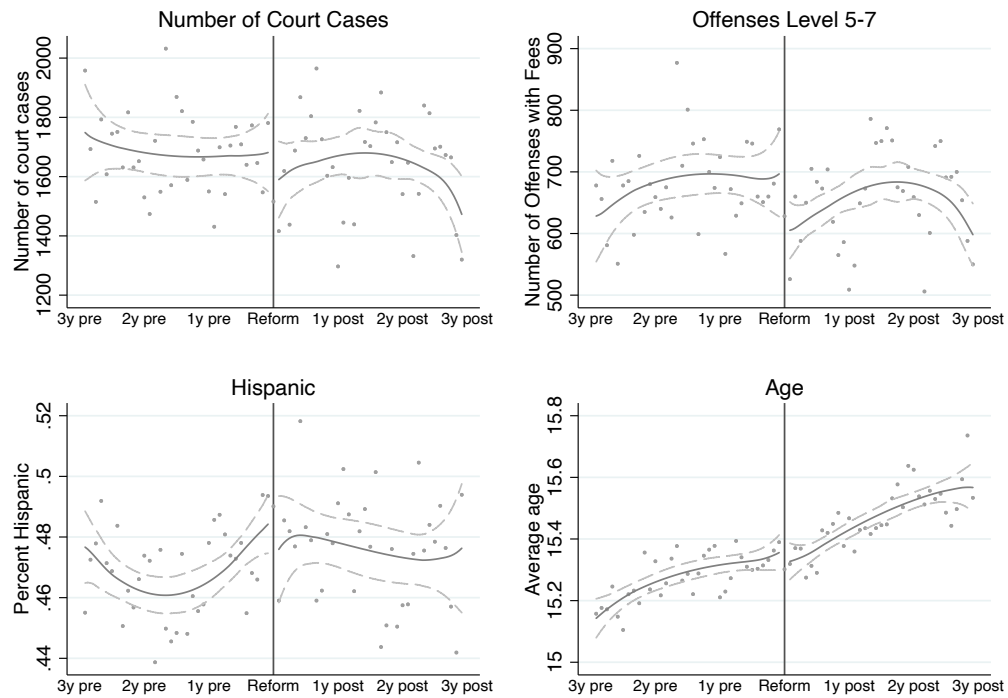 Number of Court Cases
Number of court cases
2000
1800
1600
1400
1200
3y pre 2y pre 1y pre Reform 1y post 2y post 3y post
Offenses Level 5-7
Number of Offenses with Fees
900
800
700
600
500
3y pre 2y pre 1y pre Reform 1y post 2y post 3y post
Hispanic
Percent Hispanic
.52
.5
.48
.46
.44
3y pre 2y pre 1y pre Reform 1y post 2y post 3y post
Age
Average age
15.8
15.6
15.4
15.2
15
3y pre 2y pre 1y pre Reform 1y post 2y post 3y post